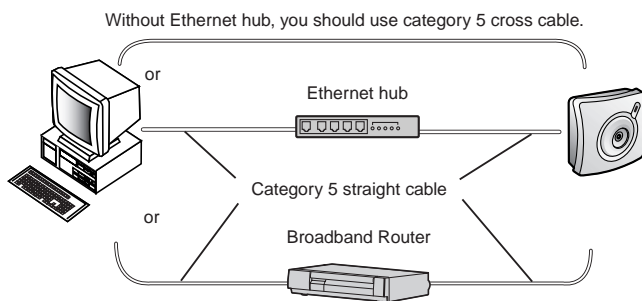 Without Ethernet hub, you should use category 5 cross cable.
or
Ethernet hub
Category 5 straight cable
or
Broadband Router